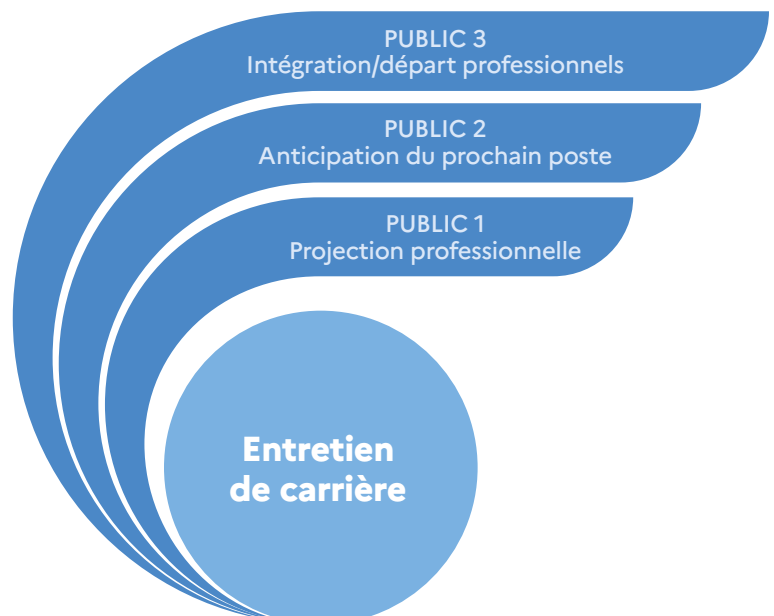 PUBLIC 3
Intégration/départ professionnels
PUBLIC 2
Anticipation du prochain poste
PUBLIC 1
Projection professionnelle
Entretien
de carrière